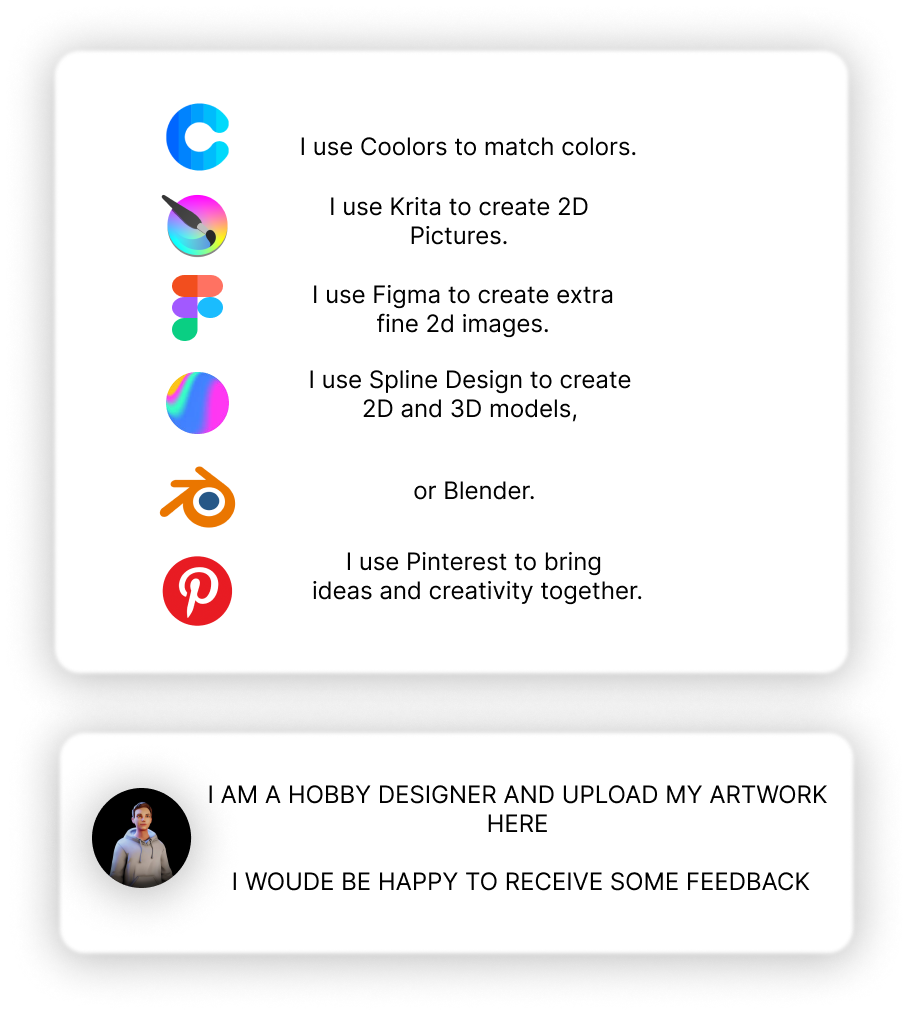 I use Coolors to match colors.
I use Krita to create 2D
Pictures.
I use Figma to create extra
fine 2d images.
I use Spline Design to create
2D and 3D models,
or Blender.
I use Pinterest to bring
ideas and creativity together.
I AM A HOBBY DESIGNER AND UPLOAD MY ARTWORK
HERE
I WOUDE BE HAPPY TO RECEIVE SOME FEEDBACK